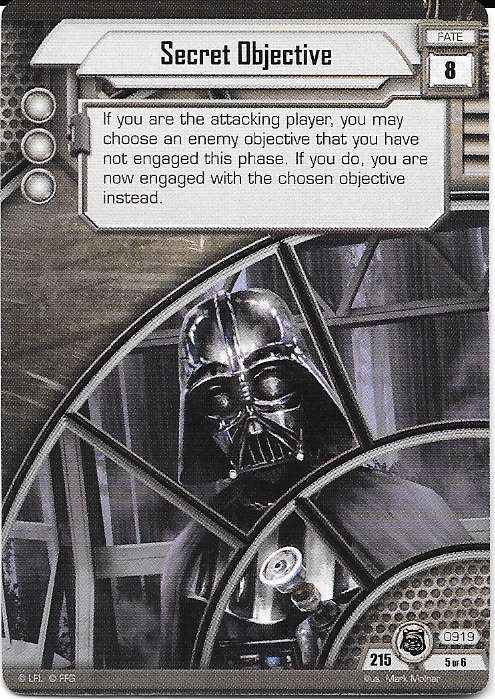 Secret Objective
FATE
8
If you are the attacking player, you may
choose an enemy objective that you have
not engaged this phase. If you do, you are
now engaged with the chosen objective
instead.
0919
215
5 OF 6
© LFL © FFG
Illus. Mark Molnar